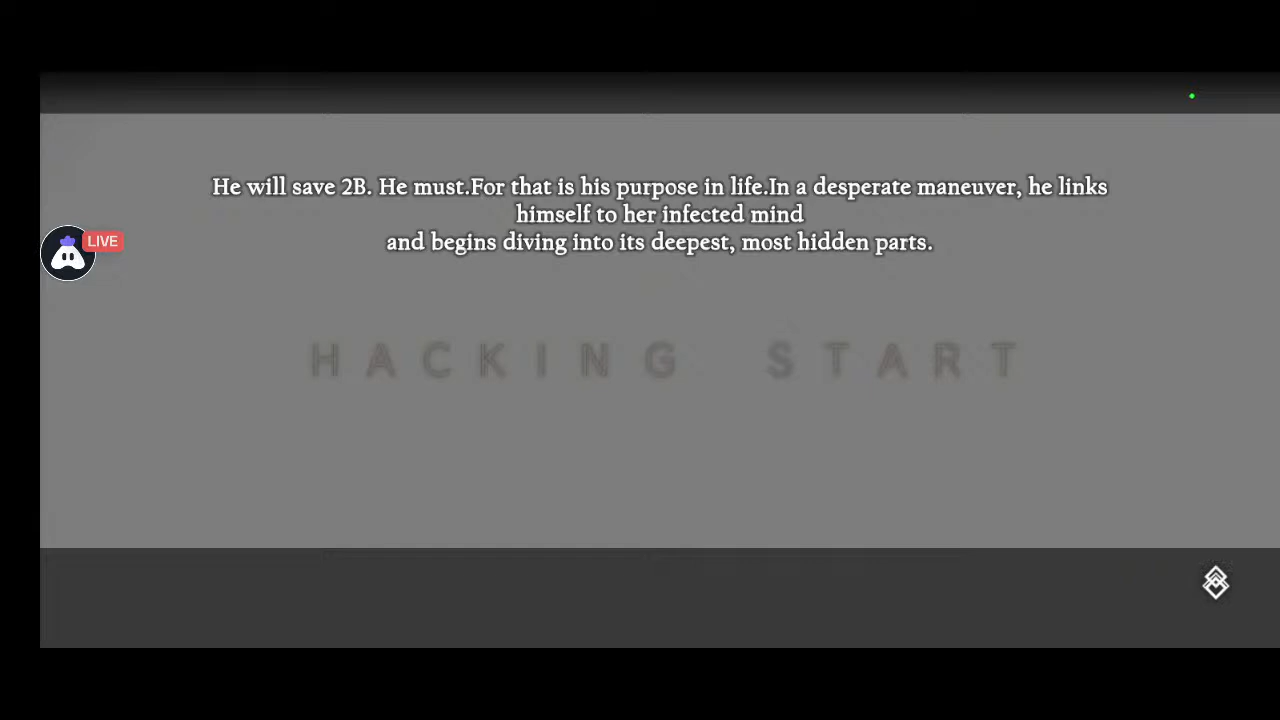 He will save 2B. He must.For that is his purpose in life.In a desperate maneuver, he links
himself to her infected mind
and begins diving into its deepest, most hidden parts.
LIVE
HACKING START